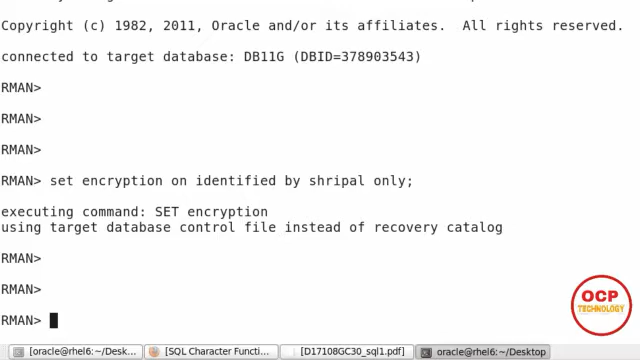 Copyright (c) 1982, 2011, Oracle and/or its affiliates.  All rights reserved.
connected to target database: DB11G (DBID=378903543)
RMAN>
RMAN>
RMAN>
RMAN> set encryption on identified by shripal only;
executing command: SET encryption
using target database control file instead of recovery catalog
RMAN>
RMAN>
RMAN>
OCP
TECHNOLOGY
[oracle@rhel6:~/Desk... [SQL Character Functi... [D17108GC30_sql1.pdf] oracle@rhel6:~/Desktop